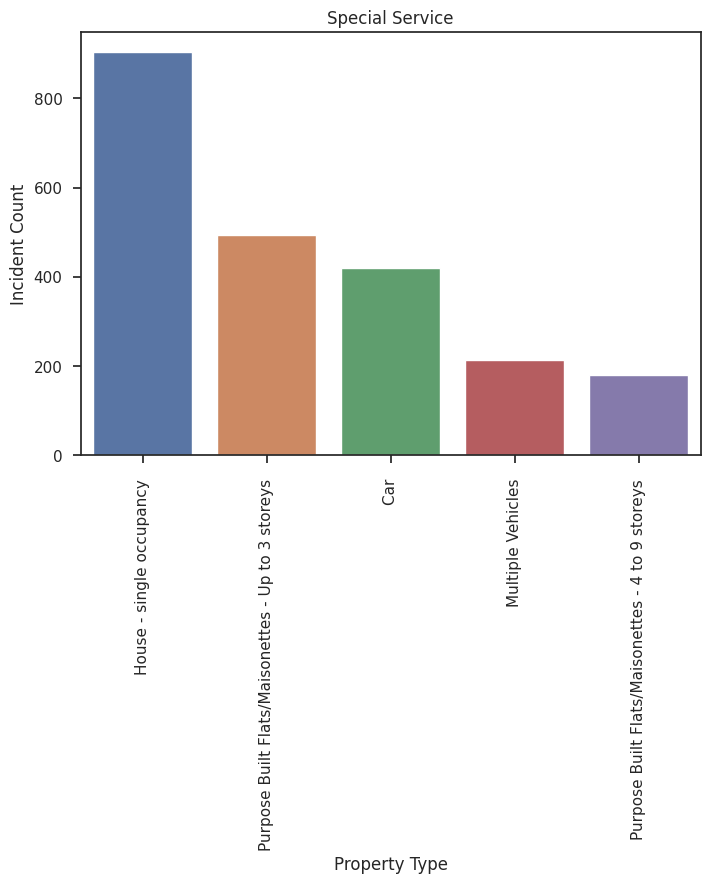 Special Service
Incident Count
800
600
400
200
0
House - single occupancy
Purpose Built Flats/Maisonettes - Up to 3 storeys
Car
Multiple Vehicles
Purpose Built Flats/Maisonettes - 4 to 9 storeys
Property Type